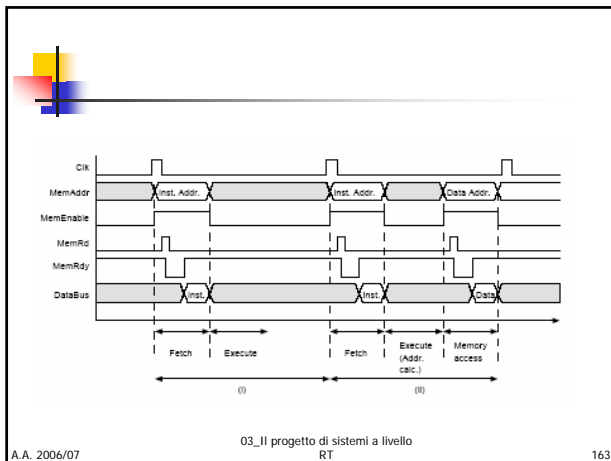 Clk
MemAddr Inst. Addr. Inst. Addr. Data Addr.
MemEnable
MemRd
MemRdy
DataBus Inst. Inst. Data
Fetch Execute Fetch Execute (Addr. calc.) Memory access
(I) (II)
03_Il progetto di sistemi a livello
A.A. 2006/07 RT 163